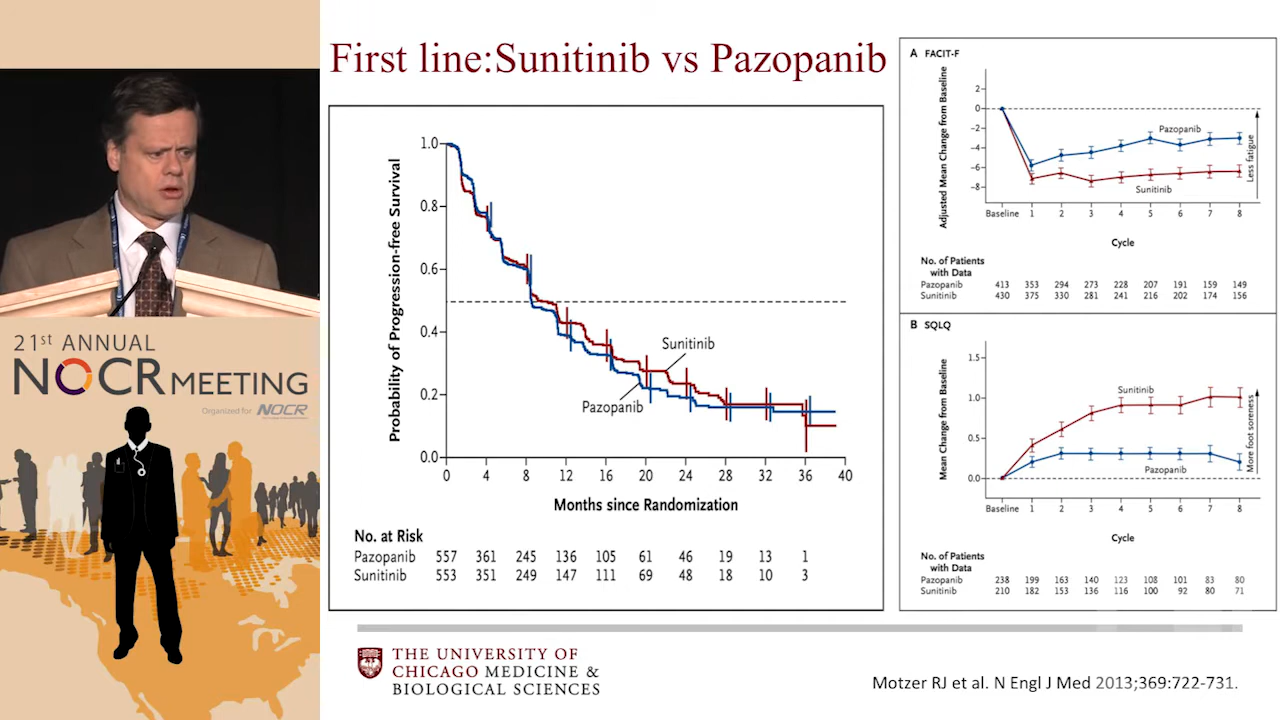 First line:Sunitinib vs Pazopanib
21st ANNUAL
NOCR MEETING
Organized for NOCR
Probability of Progression-free Survival
1.0
0.8
0.6
0.4
0.2
0.0
Sunitinib
Pazopanib
0 4 8 12 16 20 24 28 32 36 40
Months since Randomization
No. at Risk
Pazopanib 557 361 245 136 105 61 46 19 13 1
Sunitinib 553 351 249 147 111 69 48 18 10 3
A FACIT-F
Adjusted Mean Change from Baseline
2
0
−2
−4
−6
−8
Pazopanib
Sunitinib
Less fatigue
Baseline 1 2 3 4 5 6 7 8
Cycle
No. of Patients
with Data
Pazopanib 413 353 294 273 228 207 191 159 149
Sunitinib 430 375 330 281 241 216 202 174 156
B SQLQ
Mean Change from Baseline
1.5
1.0
0.5
0.0
Sunitinib
Pazopanib
More foot soreness
Baseline 1 2 3 4 5 6 7 8
Cycle
No. of Patients
with Data
Pazopanib 238 199 163 140 123 108 101 83 80
Sunitinib 210 182 153 136 116 100 92 80 71
THE UNIVERSITY OF
CHICAGO MEDICINE &
BIOLOGICAL SCIENCES
Motzer RJ et al. N Engl J Med 2013;369:722-731.